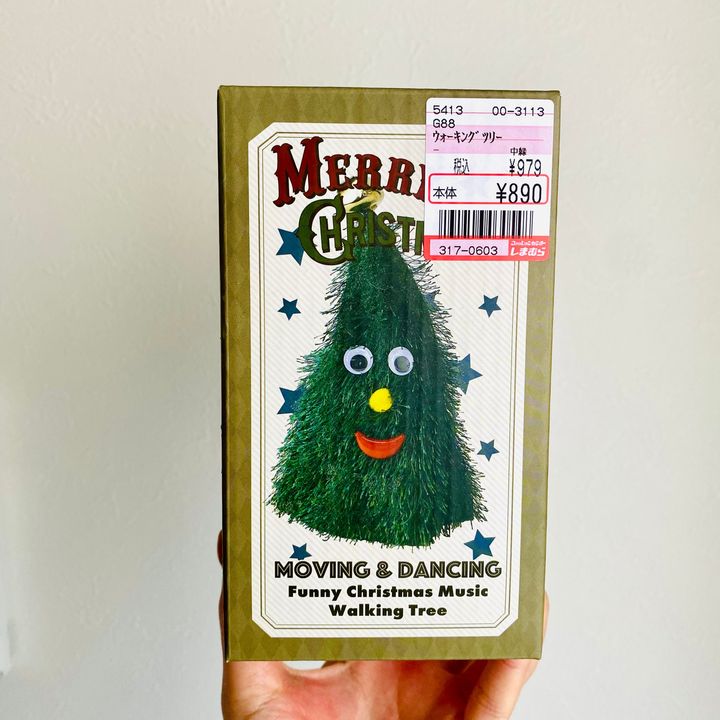 5413 00-3113
G88
ウォーキングツリー
- 中縁
税込 ¥979
本体 ¥890
317-0603
しまむら
MERRY
CHRISTM
MOVING & DANCING
Funny Christmas Music
Walking Tree